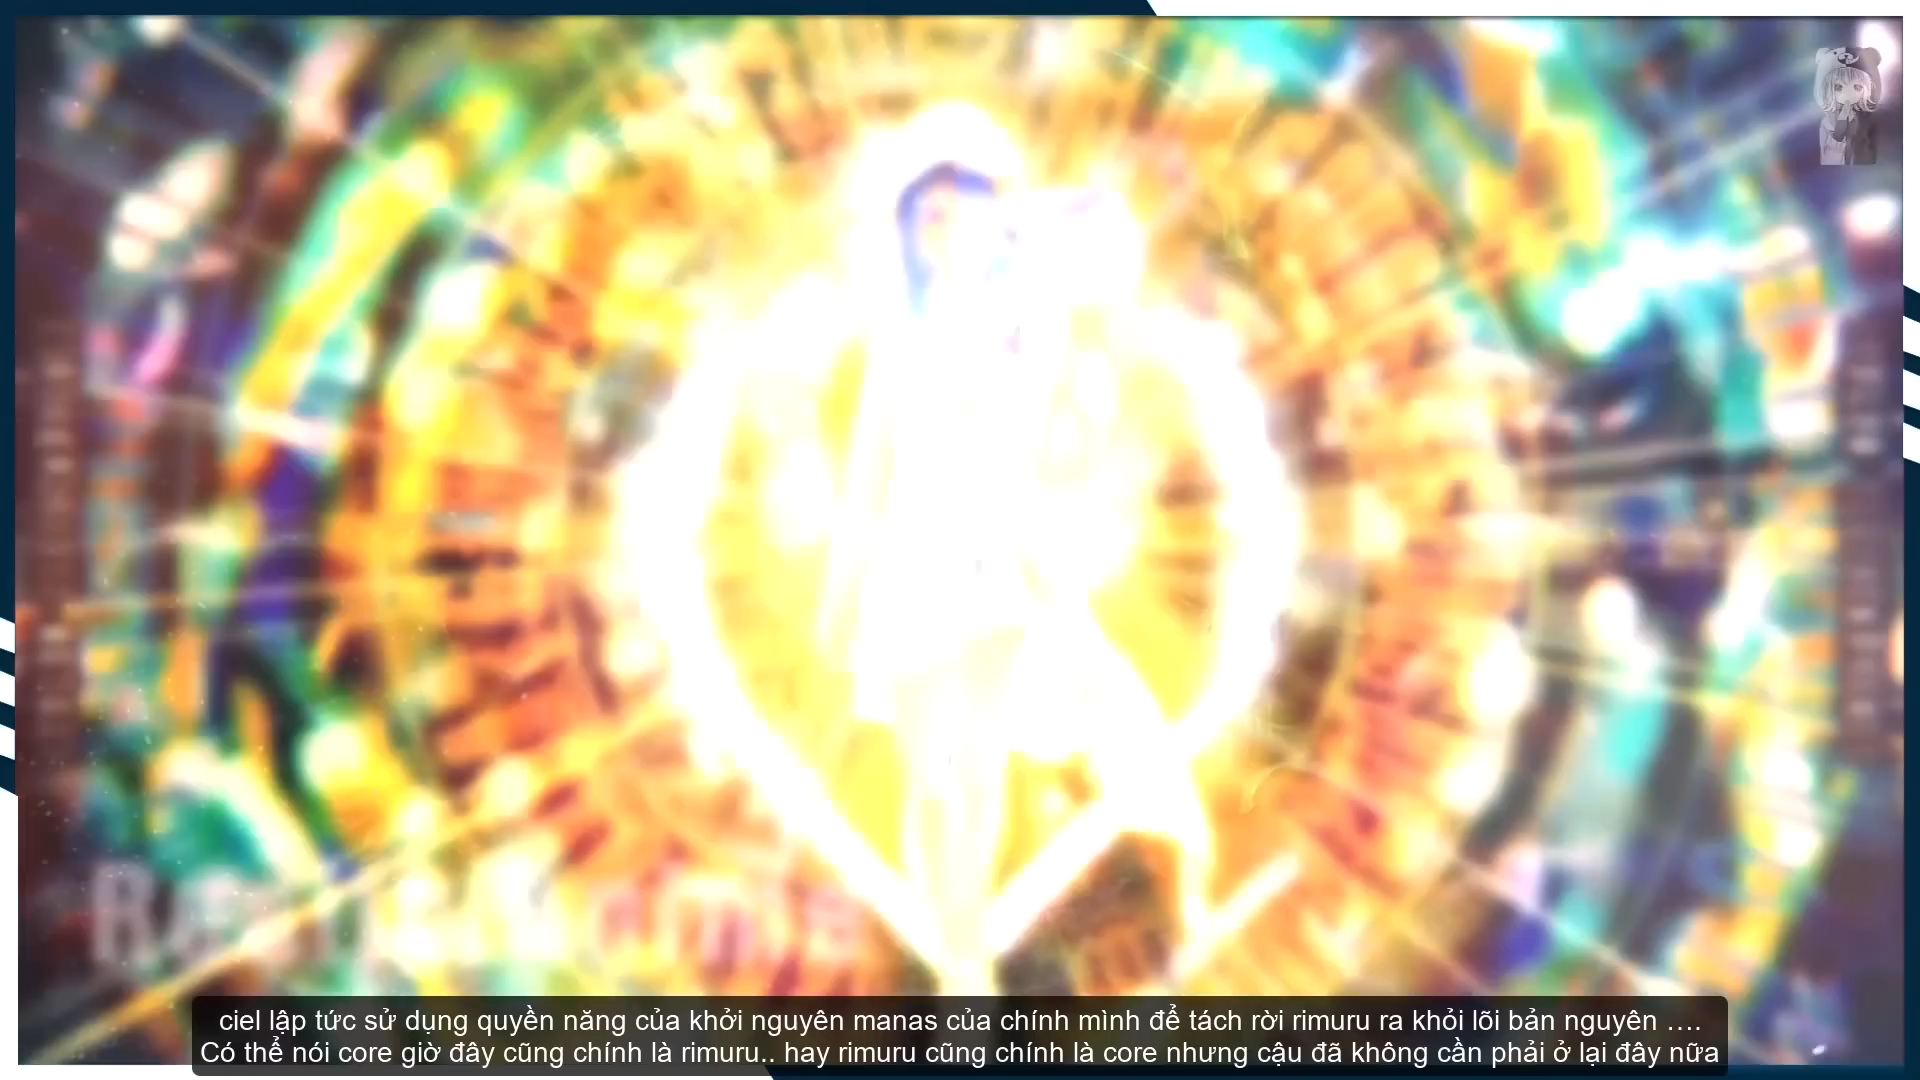 ciel lập tức sử dụng quyền năng của khởi nguyên manas của chính mình để tách rời rimuru ra khỏi lõi bản nguyên ….
Có thể nói core giờ đây cũng chính là rimuru.. hay rimuru cũng chính là core nhưng cậu đã không cần phải ở lại đây nữa